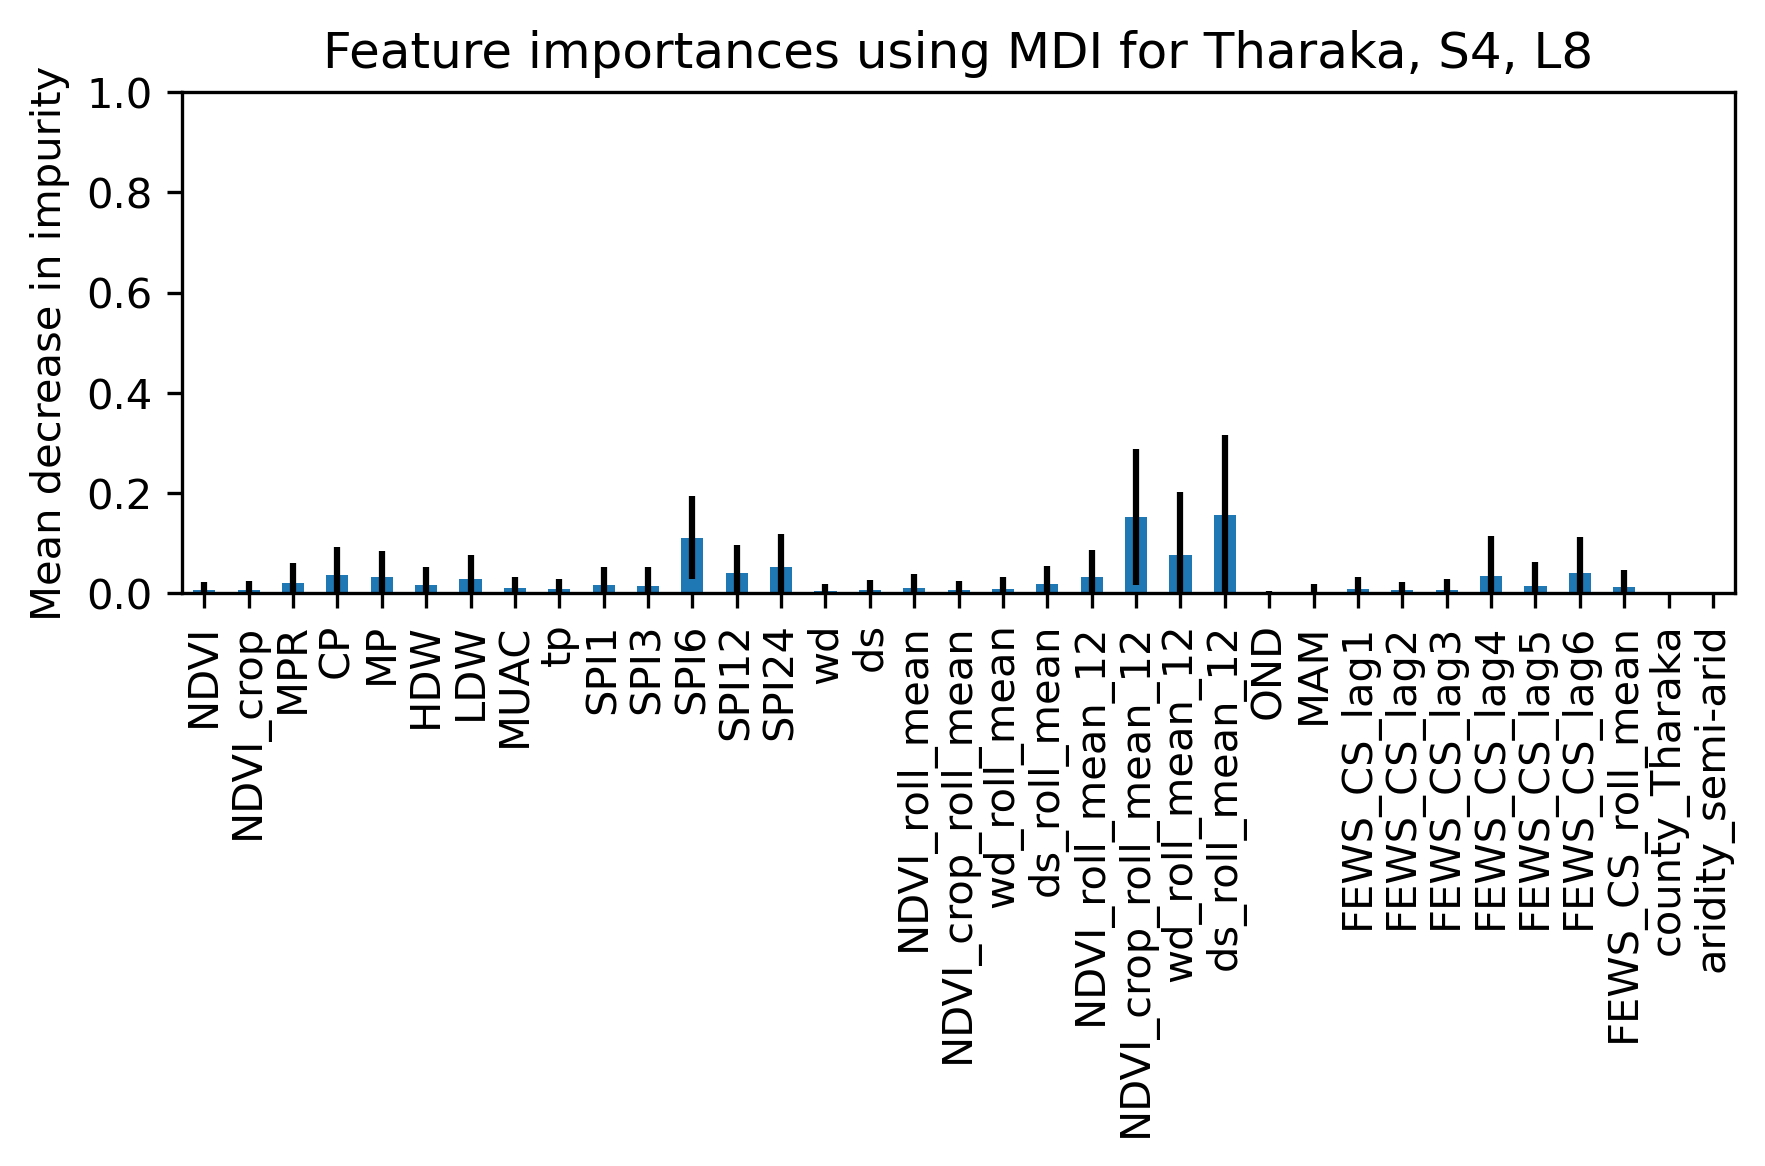 Feature importances using MDI for Tharaka, S4, L8
Mean decrease in impurity
1.0
0.8
0.6
0.4
0.2
0.0
NDVI
NDVI_crop
MPR
CP
MP
HDW
LDW
MUAC
tp
SPI1
SPI3
SPI6
SPI12
SPI24
wd
ds
NDVI_roll_mean
NDVI_crop_roll_mean
wd_roll_mean
ds_roll_mean
NDVI_roll_mean_12
NDVI_crop_roll_mean_12
wd_roll_mean_12
ds_roll_mean_12
OND
MAM
FEWS_CS_lag1
FEWS_CS_lag2
FEWS_CS_lag3
FEWS_CS_lag4
FEWS_CS_lag5
FEWS_CS_lag6
FEWS_CS_roll_mean
county_Tharaka
aridity_semi-arid